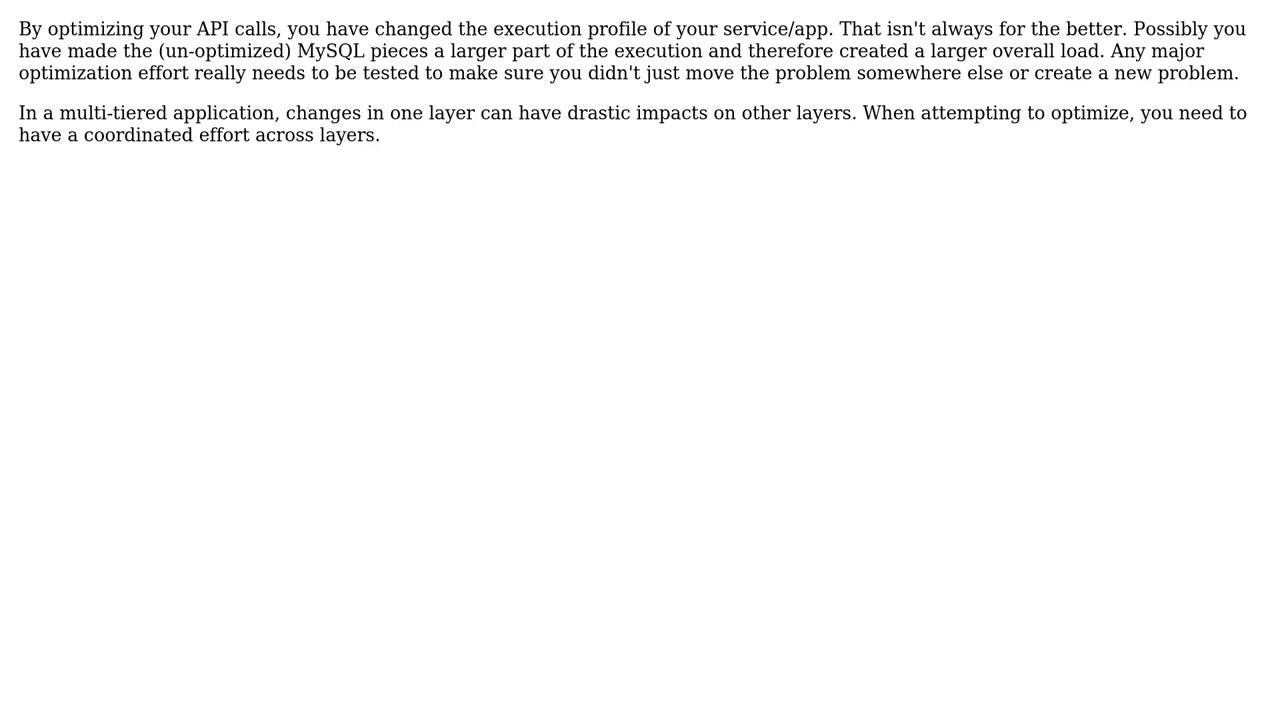 By optimizing your API calls, you have changed the execution profile of your service/app. That isn't always for the better. Possibly you
have made the (un-optimized) MySQL pieces a larger part of the execution and therefore created a larger overall load. Any major
optimization effort really needs to be tested to make sure you didn't just move the problem somewhere else or create a new problem.
In a multi-tiered application, changes in one layer can have drastic impacts on other layers. When attempting to optimize, you need to
have a coordinated effort across layers.